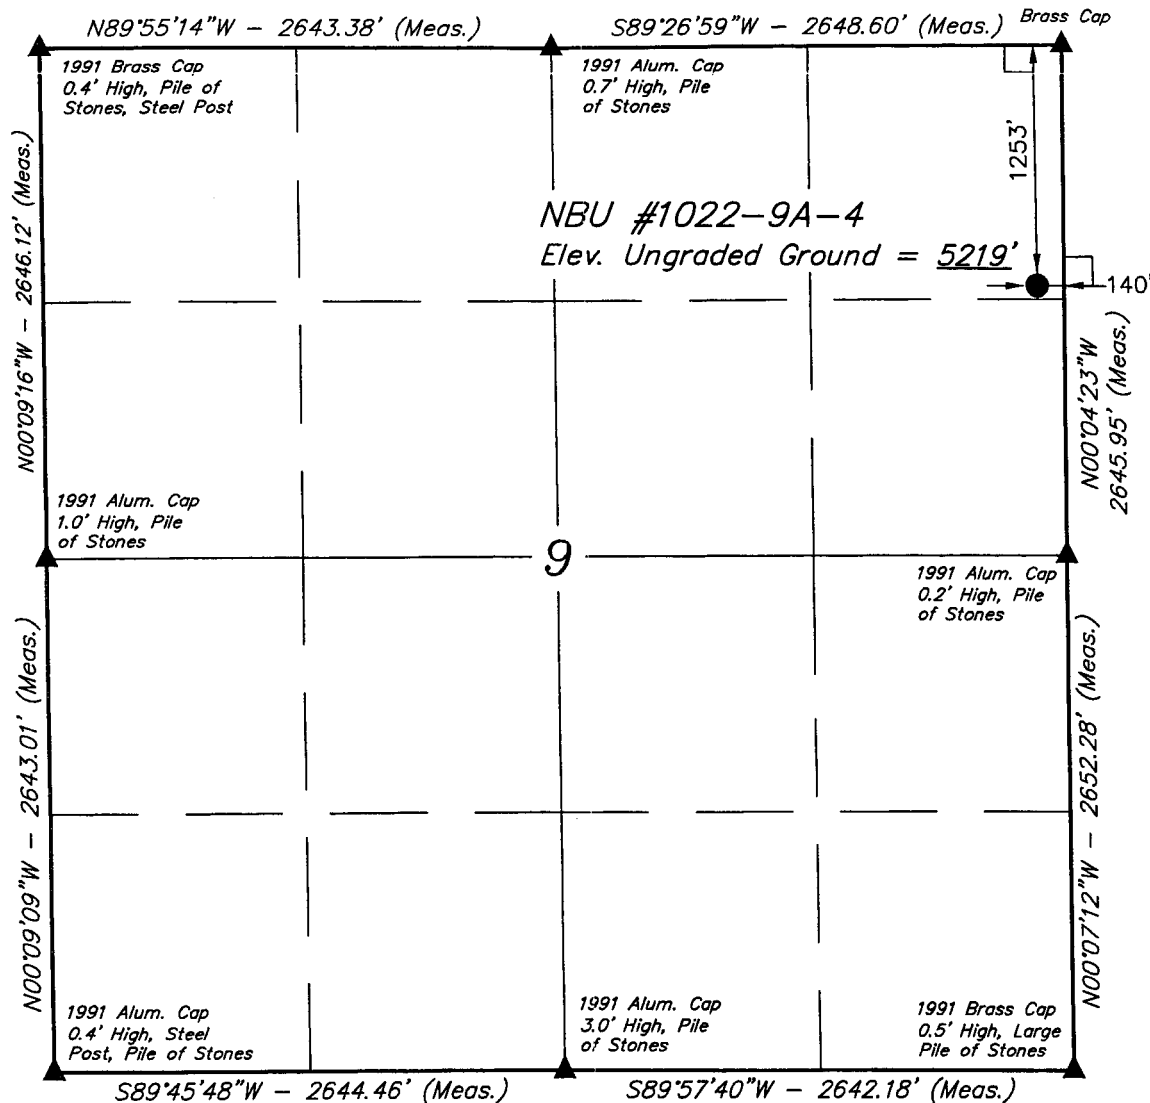 N89°55'14"W - 2643.38' (Meas.)
S89°26'59"W - 2648.60' (Meas.)
Brass Cap
1991 Brass Cap
0.4' High, Pile of
Stones, Steel Post
1991 Alum. Cap
0.7' High, Pile
of Stones
1253'
N00°09'16"W - 2646.12' (Meas.)
NBU #1022-9A-4
Elev. Ungraded Ground = 5219'
140'
N00°04'23"W
2645.95' (Meas.)
1991 Alum. Cap
1.0' High, Pile
of Stones
9
1991 Alum. Cap
0.2' High, Pile
of Stones
N00°09'09"W - 2643.01' (Meas.)
N00°07'12"W - 2652.28' (Meas.)
1991 Alum. Cap
0.4' High, Steel
Post, Pile of Stones
1991 Alum. Cap
3.0' High, Pile
of Stones
1991 Brass Cap
0.5' High, Large
Pile of Stones
S89°45'48"W - 2644.46' (Meas.)
S89°57'40"W - 2642.18' (Meas.)